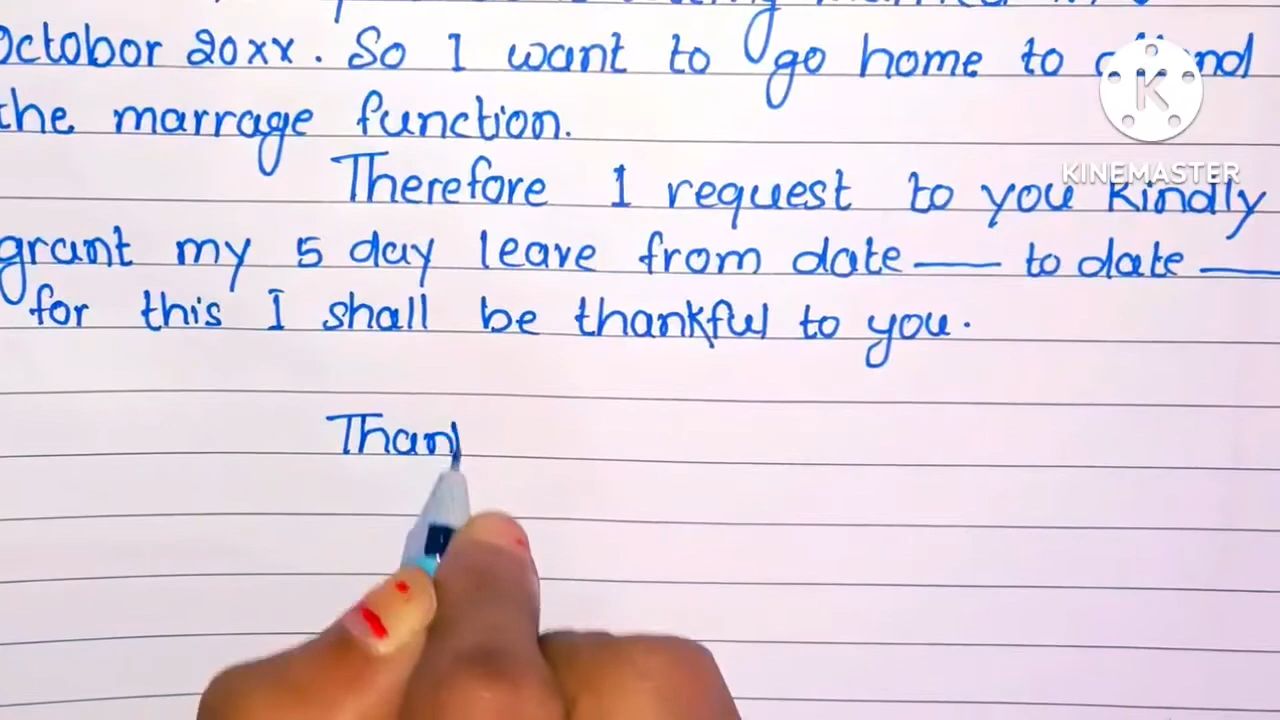 Octobor 20xx. So I want to go home to
the marrage function.
Therefore I request to you Kindly
grant my 5 day leave from date — to date —
for this I shall be thankful to you.
Than
K
KINEMASTER